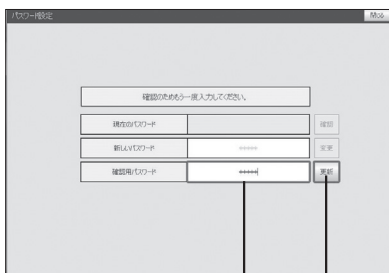 パスワード設定
確認のためもう一度入力してください。
現在のパスワード 確認
新しいパスワード ***** 変更
確認用パスワード ***** 更新